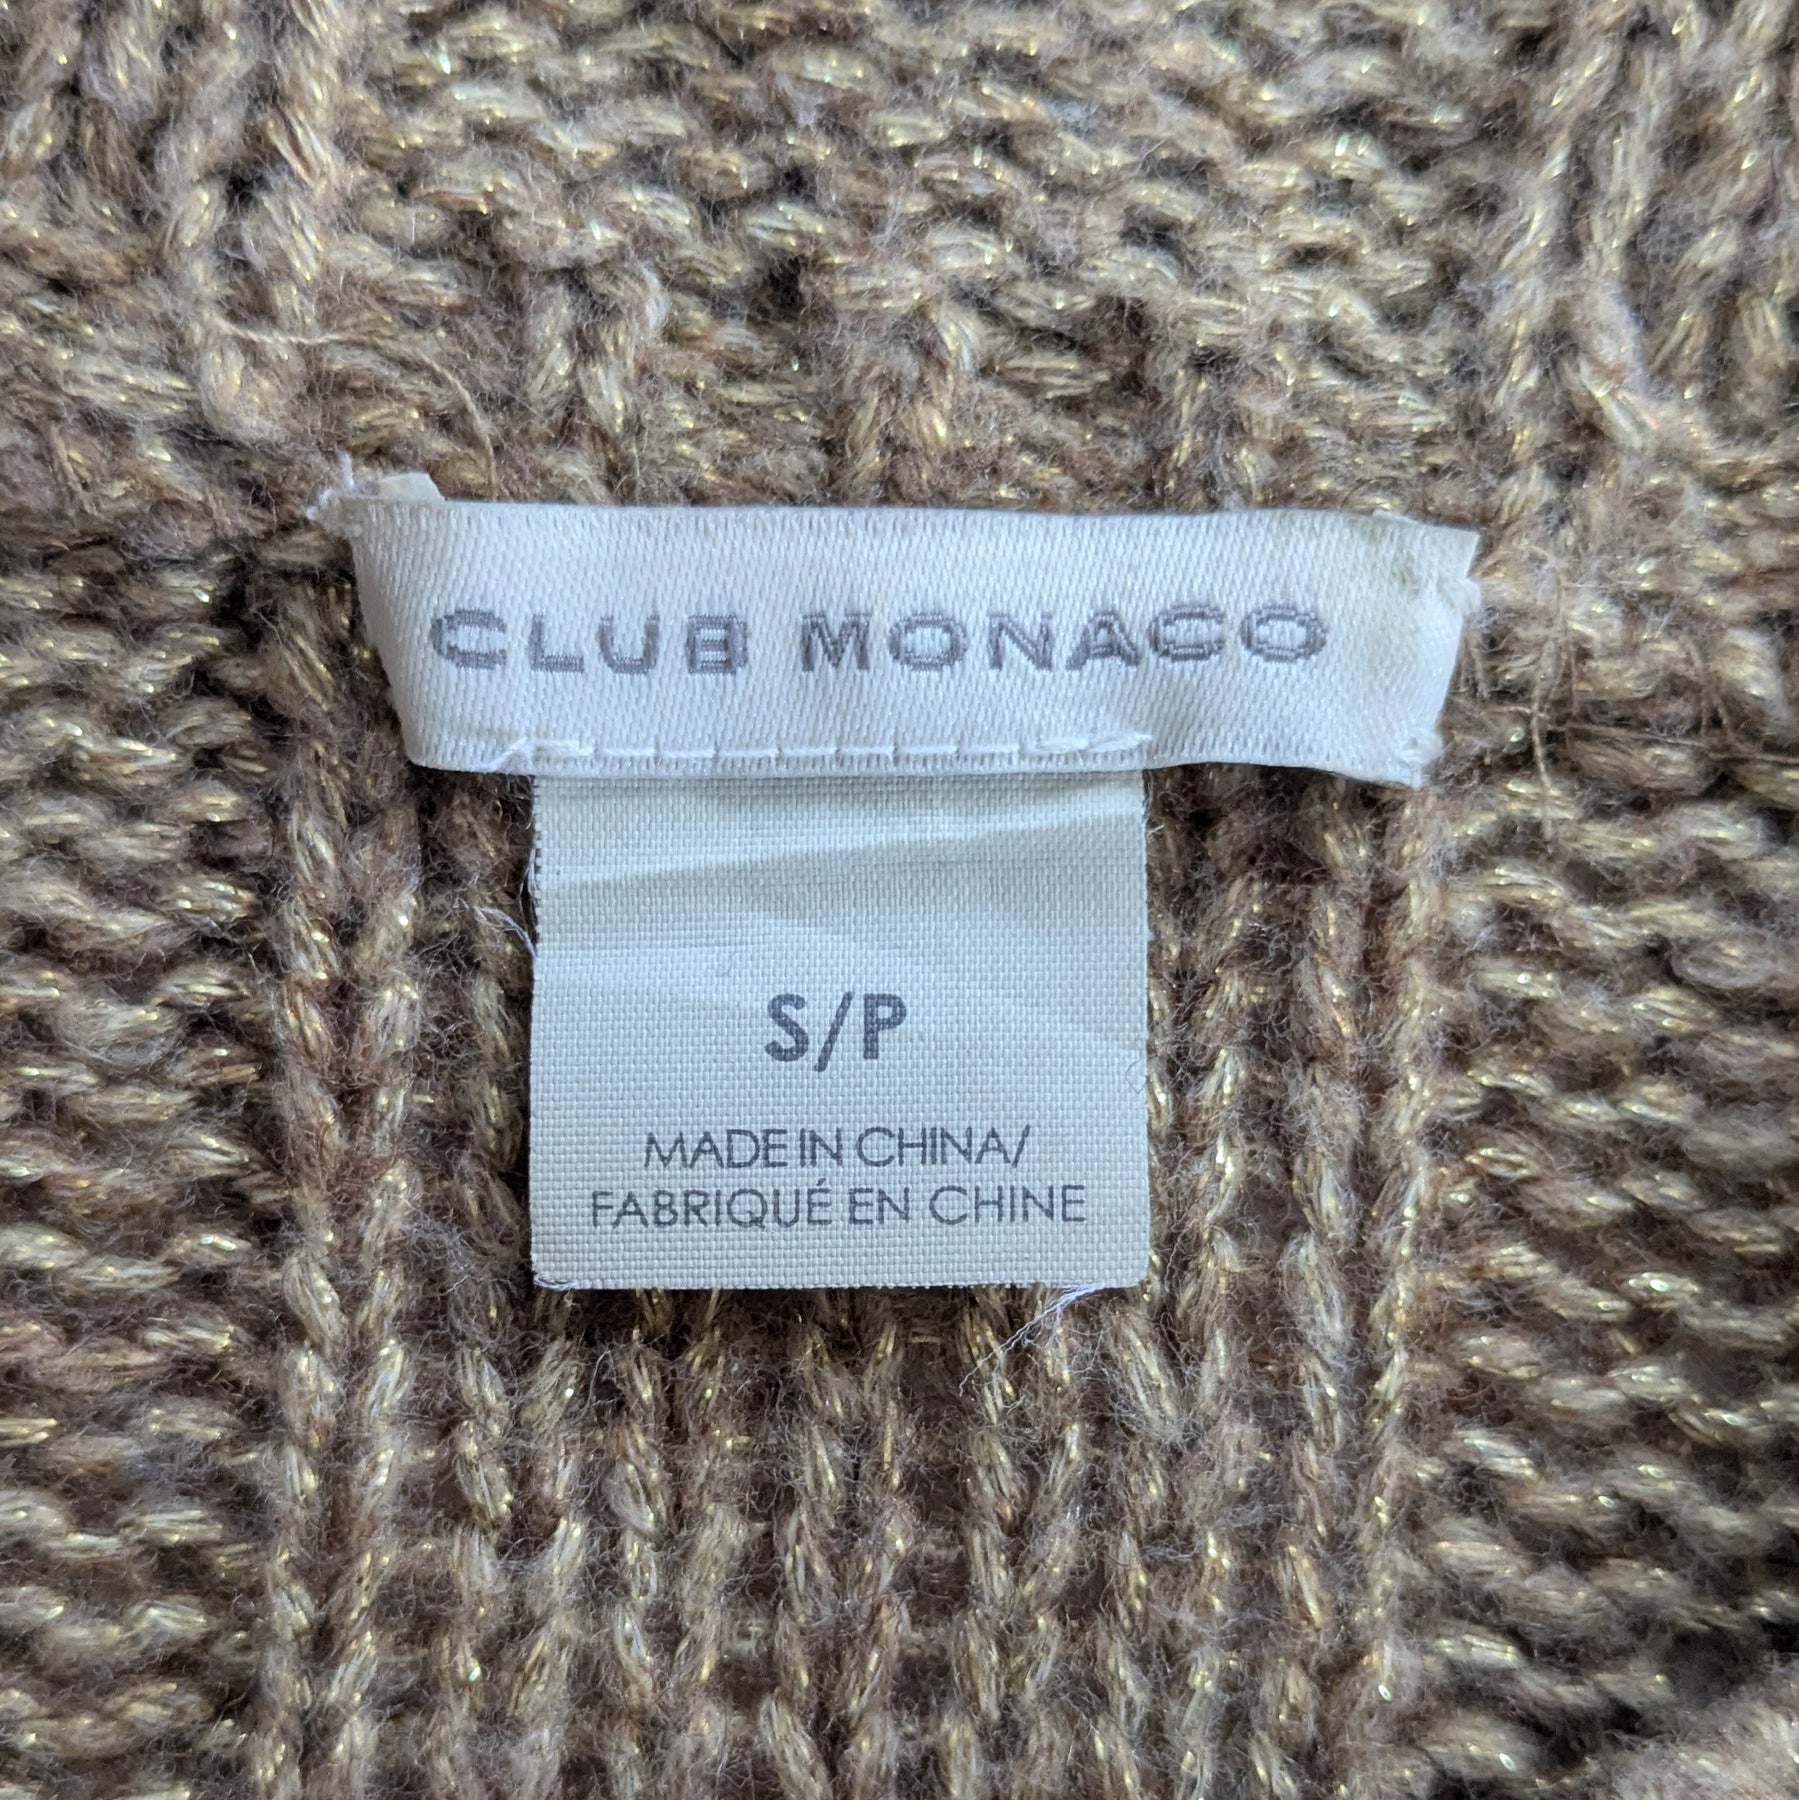 CLUB MONACO
S/P
MADE IN CHINA/
FABRIQUÉ EN CHINE